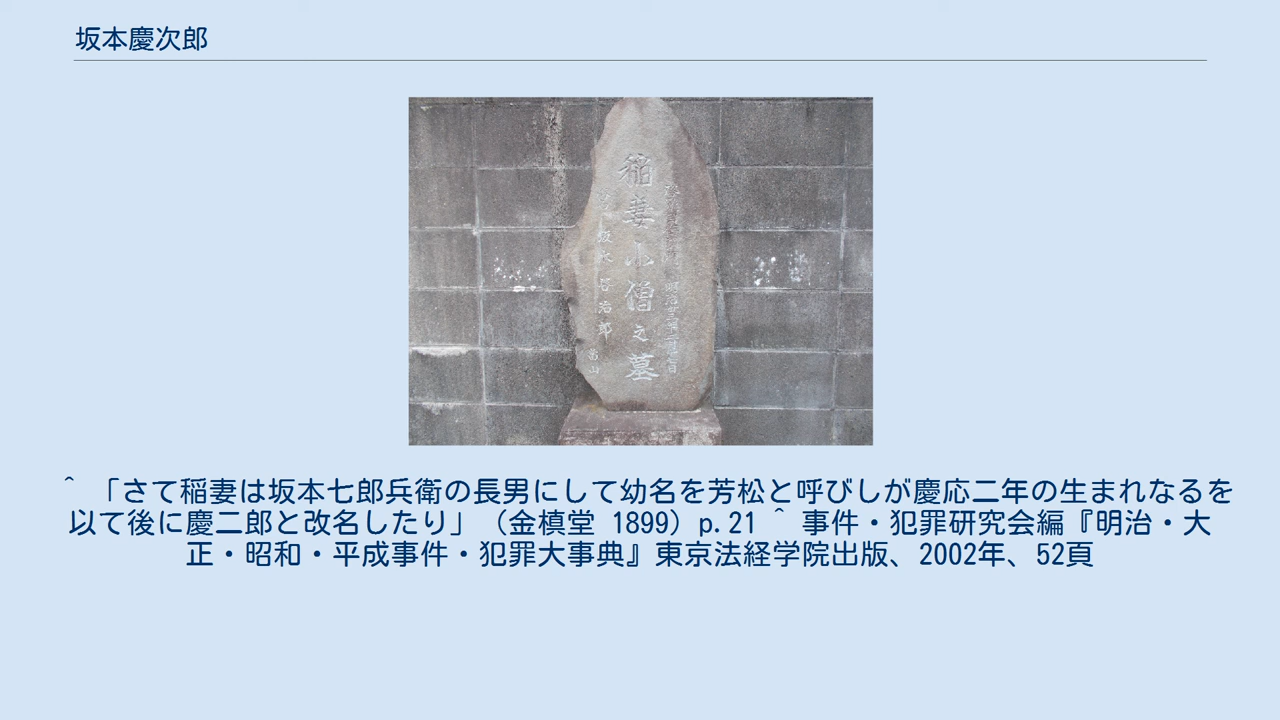 坂本慶次郎
稲妻小僧之墓
坂本啓治郎
^ 「さて稲妻は坂本七郎兵衛の長男にして幼名を芳松と呼びしが慶応二年の生まれなるを
以て後に慶二郎と改名したり」（金槙堂 1899）p.21 ^ 事件・犯罪研究会編『明治・大
正・昭和・平成事件・犯罪大事典』東京法経学院出版、2002年、52頁